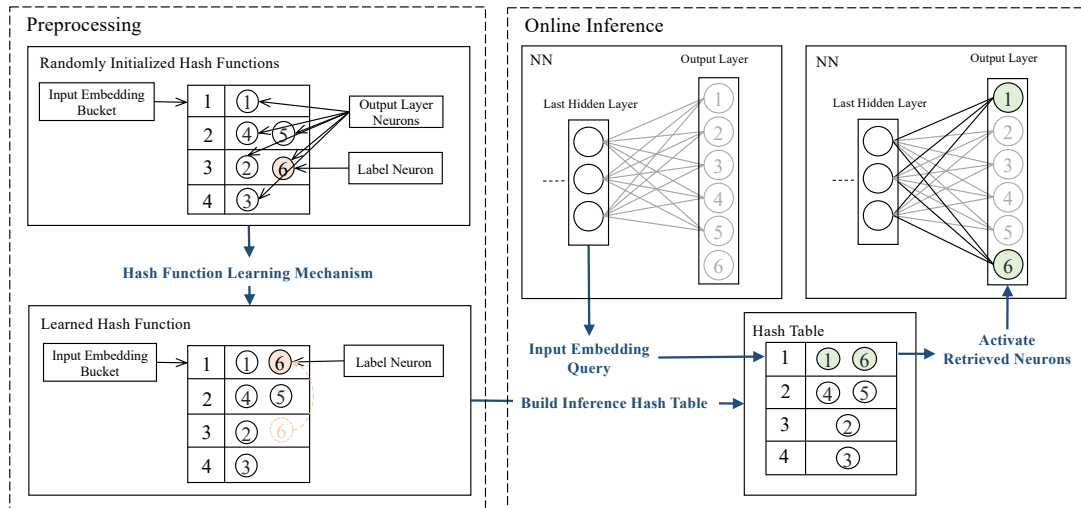 Preprocessing
Randomly Initialized Hash Functions
Input Embedding
Bucket
1
1
2
4
5
3
2
6
4
3
Output Layer
Neurons
Label Neuron
Hash Function Learning Mechanism
Learned Hash Function
Input Embedding
Bucket
1
1
6
2
4
5
3
2
6
4
3
Label Neuron
Online Inference
NN
Output Layer
Last Hidden Layer
1
2
3
4
5
6
NN
Output Layer
Last Hidden Layer
1
2
3
4
5
6
Input Embedding
Query
Build Inference Hash Table
Hash Table
1
1
6
2
4
5
3
2
4
3
Activate
Retrieved Neurons